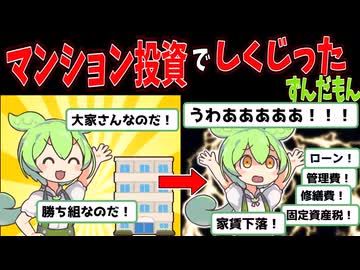 マンション投資でしくじった
ずんだもん
大家さんなのだ！
勝ち組なのだ！
うわあああああ！！！
ローン！
管理費！
修繕費！
固定資産税！
家賃下落！